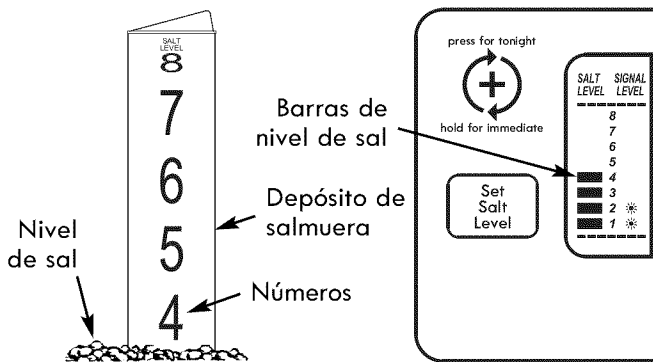 SALT
LEVEL
8
7
6
5
4
Nivel
de sal
Depósito de
salmuera
Números
Barras de
nivel de sal
press for tonight
+
hold for immediate
Set
Salt
Level
SALT SIGNAL
LEVEL LEVEL
8
7
6
5
4
3
2
1